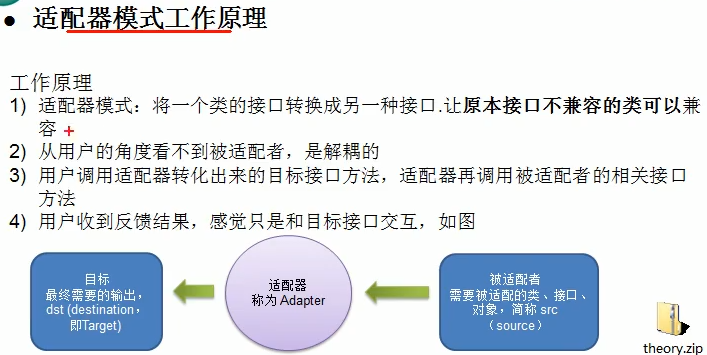 ● 适配器模式工作原理
工作原理
1) 适配器模式：将一个类的接口转换成另一种接口.让原本接口不兼容的类可以兼
容
2) 从用户的角度看不到被适配者，是解耦的
3) 用户调用适配器转化出来的目标接口方法，适配器再调用被适配者的相关接口
方法
4) 用户收到反馈结果，感觉只是和目标接口交互，如图
目标
最终需要的输出，
dst (destination，
即Target)
适配器
称为 Adapter
被适配者
需要被适配的类、接口、
对象，简称 src
（source）
theory.zip